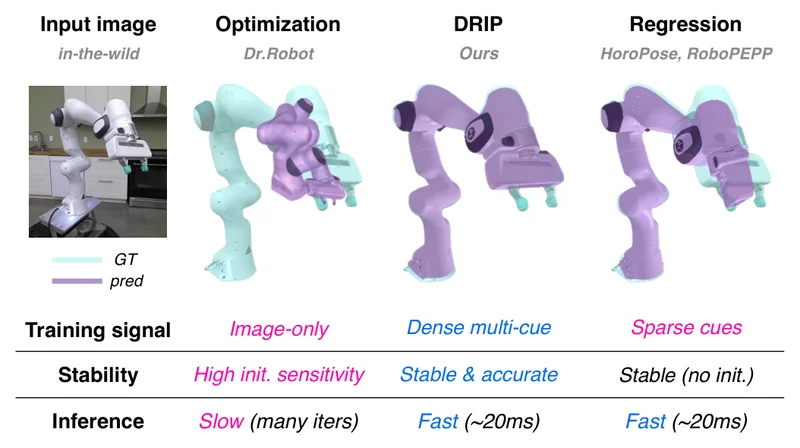 Input image Optimization DRIP Regression
in-the-wild Dr.Robot Ours HoroPose, RoboPEPP
GT
pred
Training signal Image-only Dense multi-cue Sparse cues
Stability High init. sensitivity Stable & accurate Stable (no init.)
Inference Slow (many iters) Fast (~20ms) Fast (~20ms)